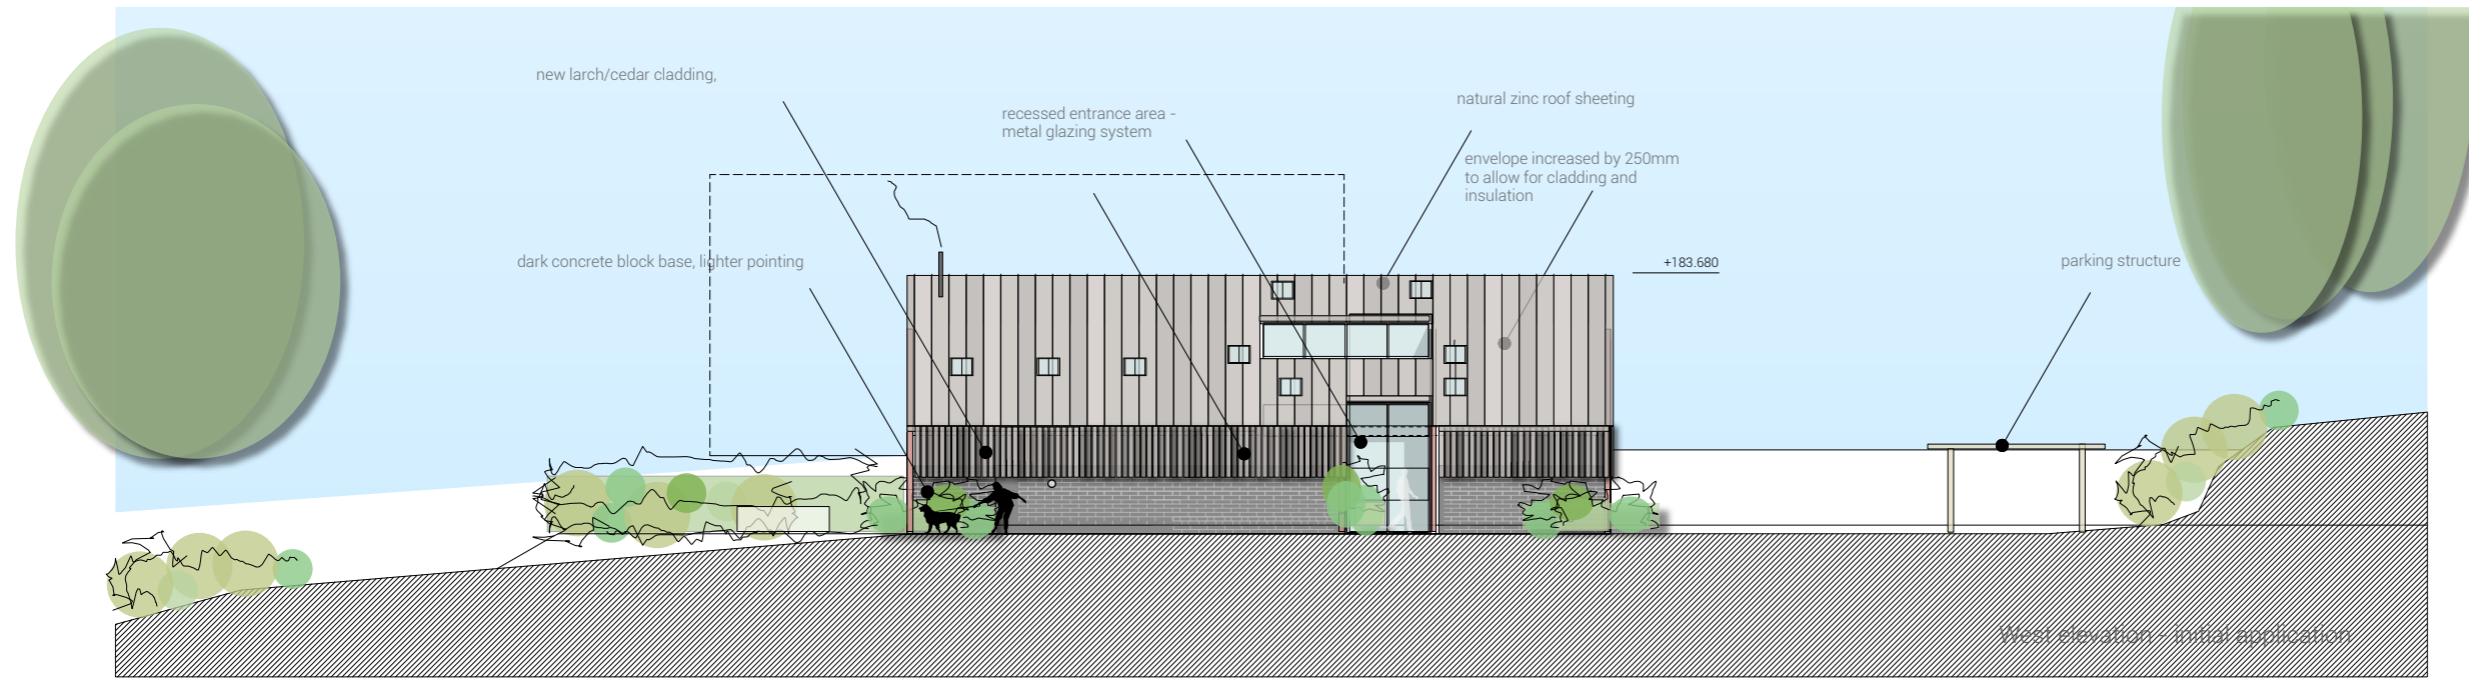 new larch/cedar cladding,
recessed entrance area -
metal glazing system
natural zinc roof sheeting
envelope increased by 250mm
to allow for cladding and
insulation
dark concrete block base, lighter pointing
+183.680
parking structure
West elevation - initial application